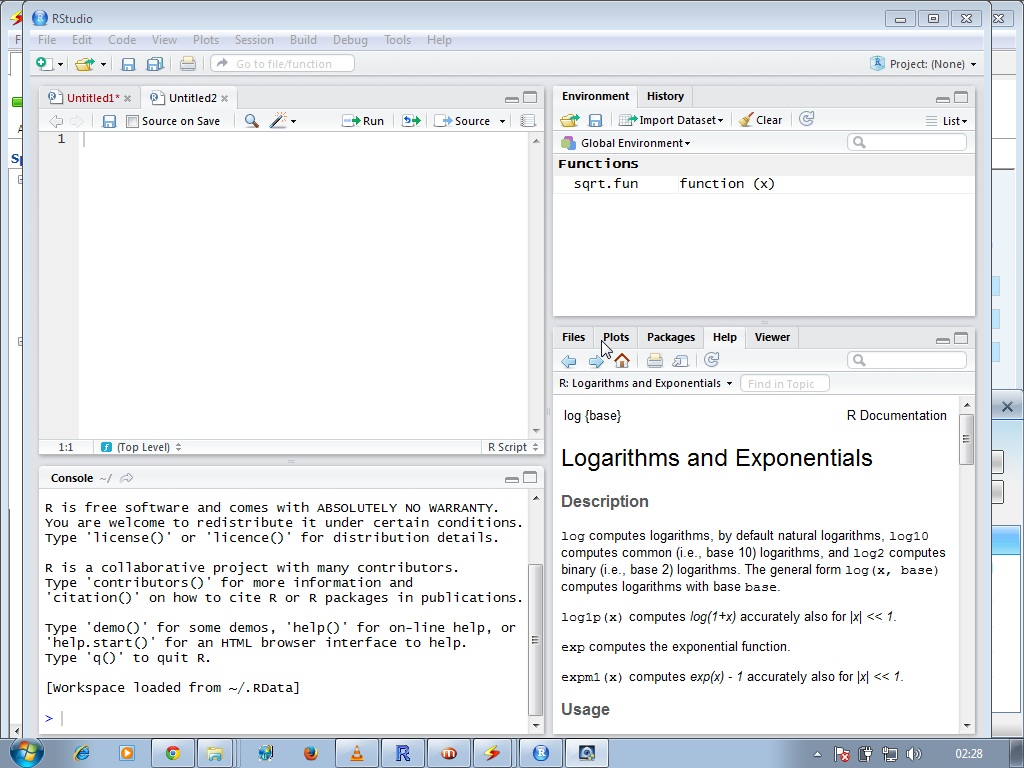 RStudio
File Edit Code View Plots Session Build Debug Tools Help
Go to file/function
Project: (None)
Untitled1*
Untitled2
Source on Save
Run
Source
1
1:1
(Top Level)
R Script
Console ~/
R is free software and comes with ABSOLUTELY NO WARRANTY.
You are welcome to redistribute it under certain conditions.
Type 'license()' or 'licence()' for distribution details.
R is a collaborative project with many contributors.
Type 'contributors()' for more information and
'citation()' on how to cite R or R packages in publications.
Type 'demo()' for some demos, 'help()' for on-line help, or
'help.start()' for an HTML browser interface to help.
Type 'q()' to quit R.
[Workspace loaded from ~/.RData]
>
Environment History
Import Dataset Clear List
Global Environment
Functions
sqrt.fun function (x)
Files Plots Packages Help Viewer
R: Logarithms and Exponentials Find in Topic
log {base} R Documentation
Logarithms and Exponentials
Description
log computes logarithms, by default natural logarithms, log10
computes common (i.e., base 10) logarithms, and log2 computes
binary (i.e., base 2) logarithms. The general form log(x, base)
computes logarithms with base base.
log1p(x) computes log(1+x) accurately also for |x| << 1.
exp computes the exponential function.
expm1(x) computes exp(x) - 1 accurately also for |x| << 1.
Usage
02:28